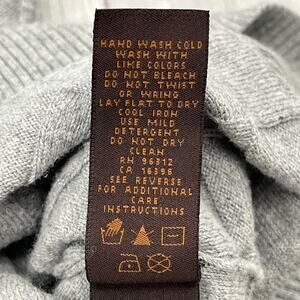 HAND WASH COLD
WASH WITH
LIKE COLORS
DO NOT BLEACH
DO NOT TWIST
OR WRING
LAY FLAT TO DRY
COOL IRON
USE MILD
DETERGENT
DO NOT DRY
CLEAN
RN 96312
CA 16396
SEE REVERSE
FOR ADDITIONAL
CARE
INSTRUCTIONS